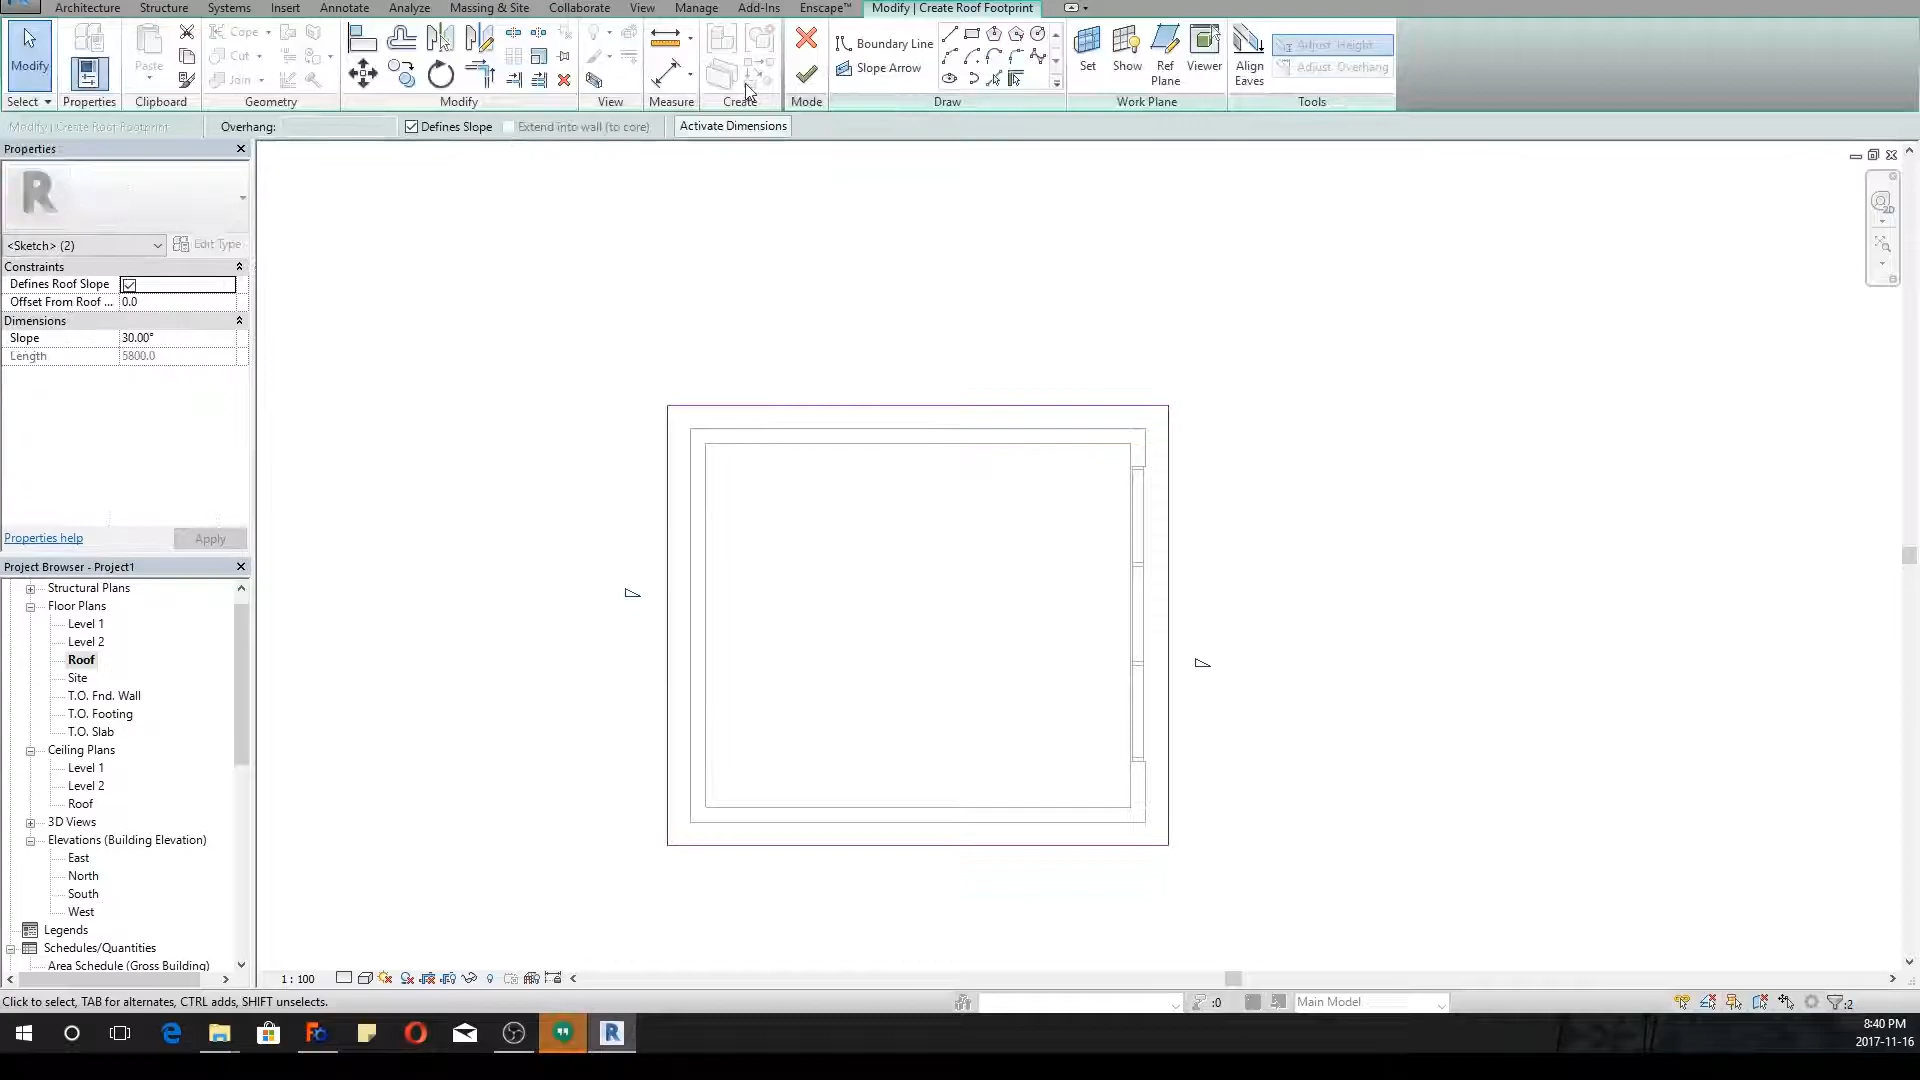 Architecture Structure Systems Insert Annotate Analyze Massing & Site Collaborate View Manage Add-Ins Enscape™ Modify | Create Roof Footprint
Modify
Select
Properties
Paste
Clipboard
Cope
Cut
Join
Geometry
Modify
View
Measure
Create
Mode
Boundary Line
Slope Arrow
Draw
Set
Show
Ref
Plane
Viewer
Work Plane
Align
Eaves
Adjust Height
Adjust Overhang
Tools
Modify | Create Roof Footprint
Overhang:
Defines Slope
Extend into wall (to core)
Activate Dimensions
Properties
R
<Sketch> (2)
Edit Type
Constraints
Defines Roof Slope
Offset From Roof ... 0.0
Dimensions
Slope 30.00°
Length 5800.0
Properties help
Apply
Project Browser - Project1
Structural Plans
Floor Plans
Level 1
Level 2
Roof
Site
T.O. Fnd. Wall
T.O. Footing
T.O. Slab
Ceiling Plans
Level 1
Level 2
Roof
3D Views
Elevations (Building Elevation)
East
North
South
West
Legends
Schedules/Quantities
Area Schedule (Gross Building)
2D
1 : 100
Click to select, TAB for alternates, CTRL adds, SHIFT unselects.
:0
Main Model
:2
8:40 PM
2017-11-16